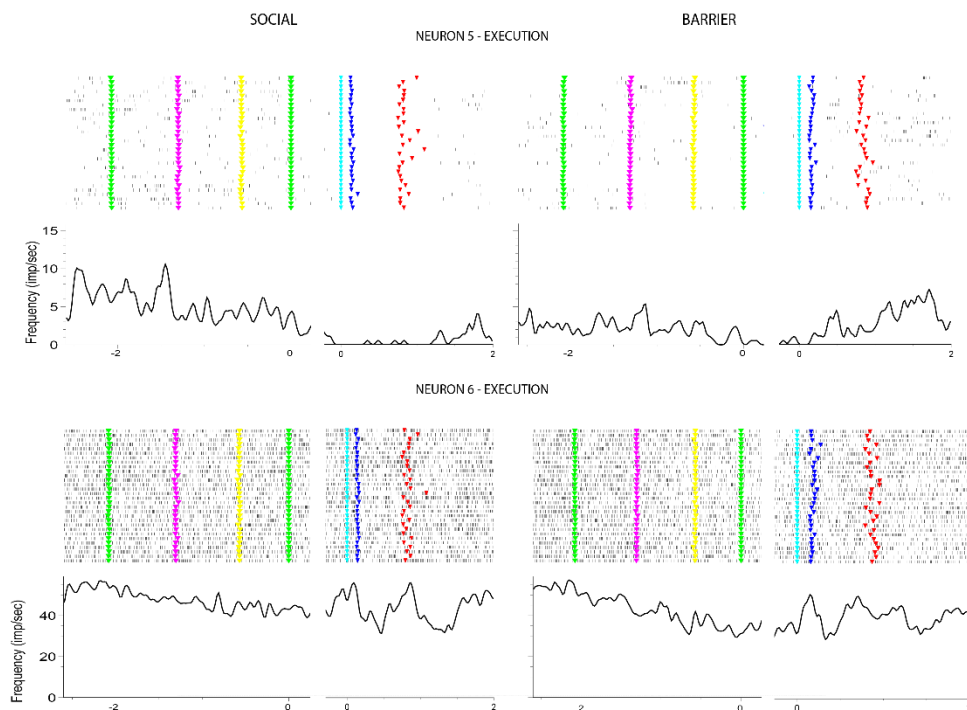 SOCIAL BARRIER
NEURON 5 - EXECUTION
15
10
5
0
Frequency (imp/sec)
-2 0 0 2 -2 0 0 2
NEURON 6 - EXECUTION
40
20
0
Frequency (imp/sec)
-2 0 0 2 2 0 0